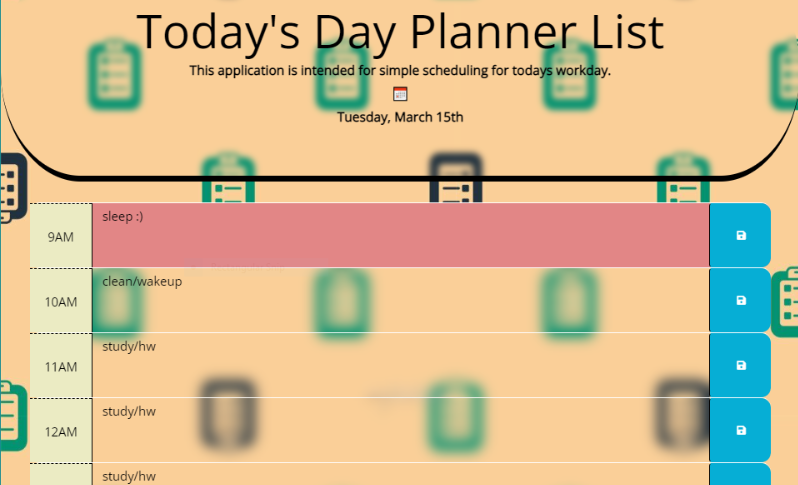 Today's Day Planner List
This application is intended for simple scheduling for todays workday.
Tuesday, March 15th
9AM
sleep :)
10AM
clean/wakeup
11AM
study/hw
12AM
study/hw
study/hw